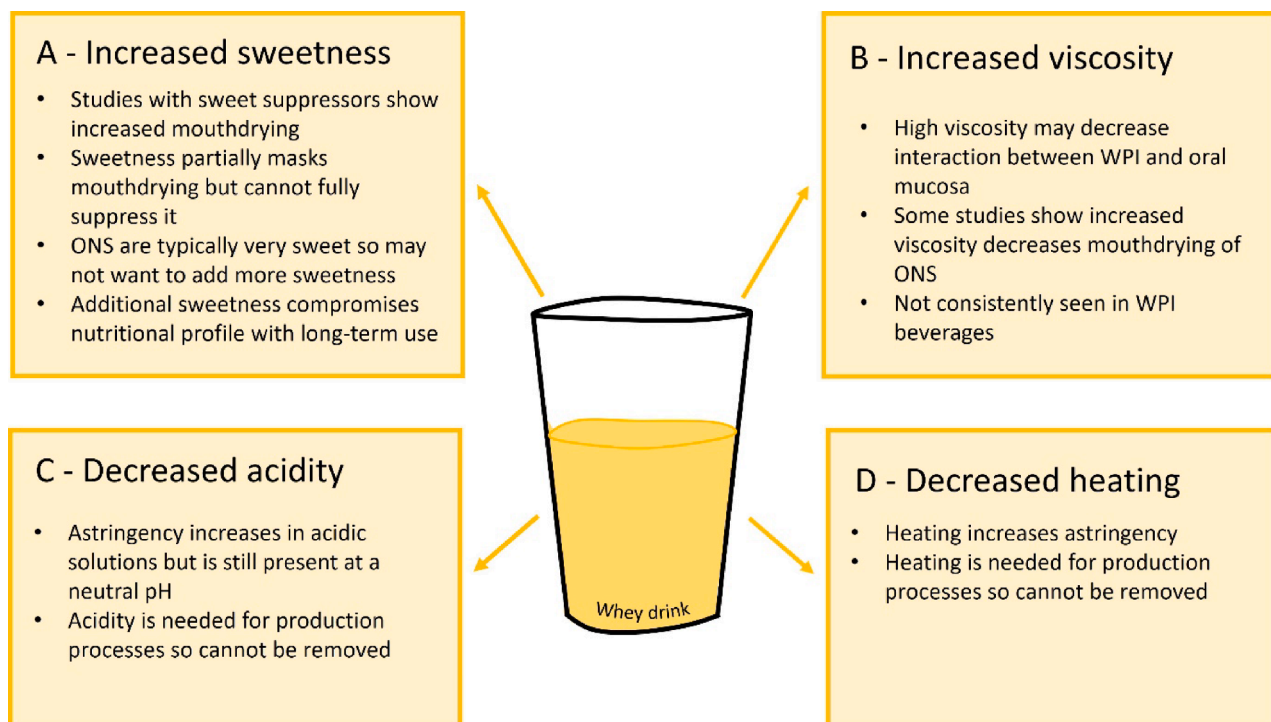 A - Increased sweetness
• Studies with sweet suppressors show
increased mouthdrying
• Sweetness partially masks
mouthdrying but cannot fully
suppress it
• ONS are typically very sweet so may
not want to add more sweetness
• Additional sweetness compromises
nutritional profile with long-term use
B - Increased viscosity
• High viscosity may decrease
interaction between WPI and oral
mucosa
• Some studies show increased
viscosity decreases mouthdrying of
ONS
• Not consistently seen in WPI
beverages
C - Decreased acidity
• Astringency increases in acidic
solutions but is still present at a
neutral pH
• Acidity is needed for production
processes so cannot be removed
D - Decreased heating
• Heating increases astringency
• Heating is needed for production
processes so cannot be removed
Whey drink